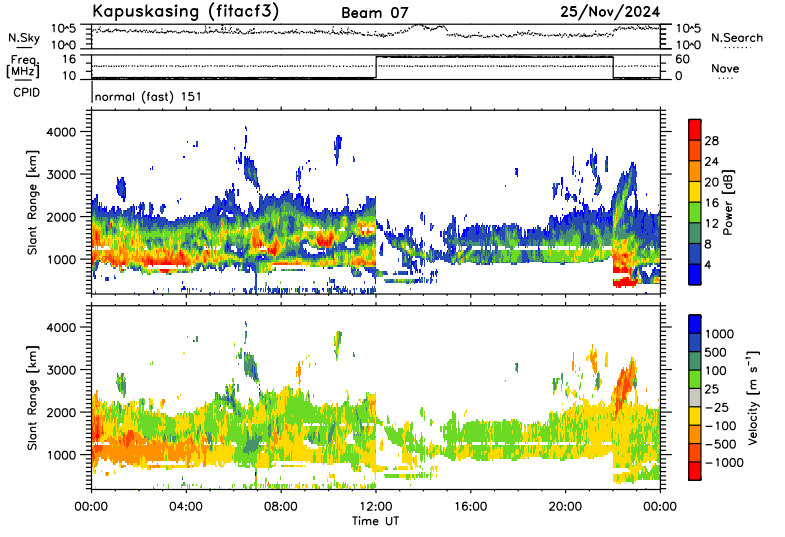 Kapuskasing (fitacf3) Beam 07 25/Nov/2024
N.Sky 10^5 10^0 10^5 10^0 N.Search
Freq. [MHz] 16 10 60 0 Nave
CPID normal (fast) 151
Slant Range [km] 4000 3000 2000 1000
Power [dB] 28 24 20 16 12 8 4
Slant Range [km] 4000 3000 2000 1000
Velocity [m s⁻¹] 1000 500 100 25 −25 −100 −500 −1000
00:00 04:00 08:00 12:00 16:00 20:00 00:00
Time UT